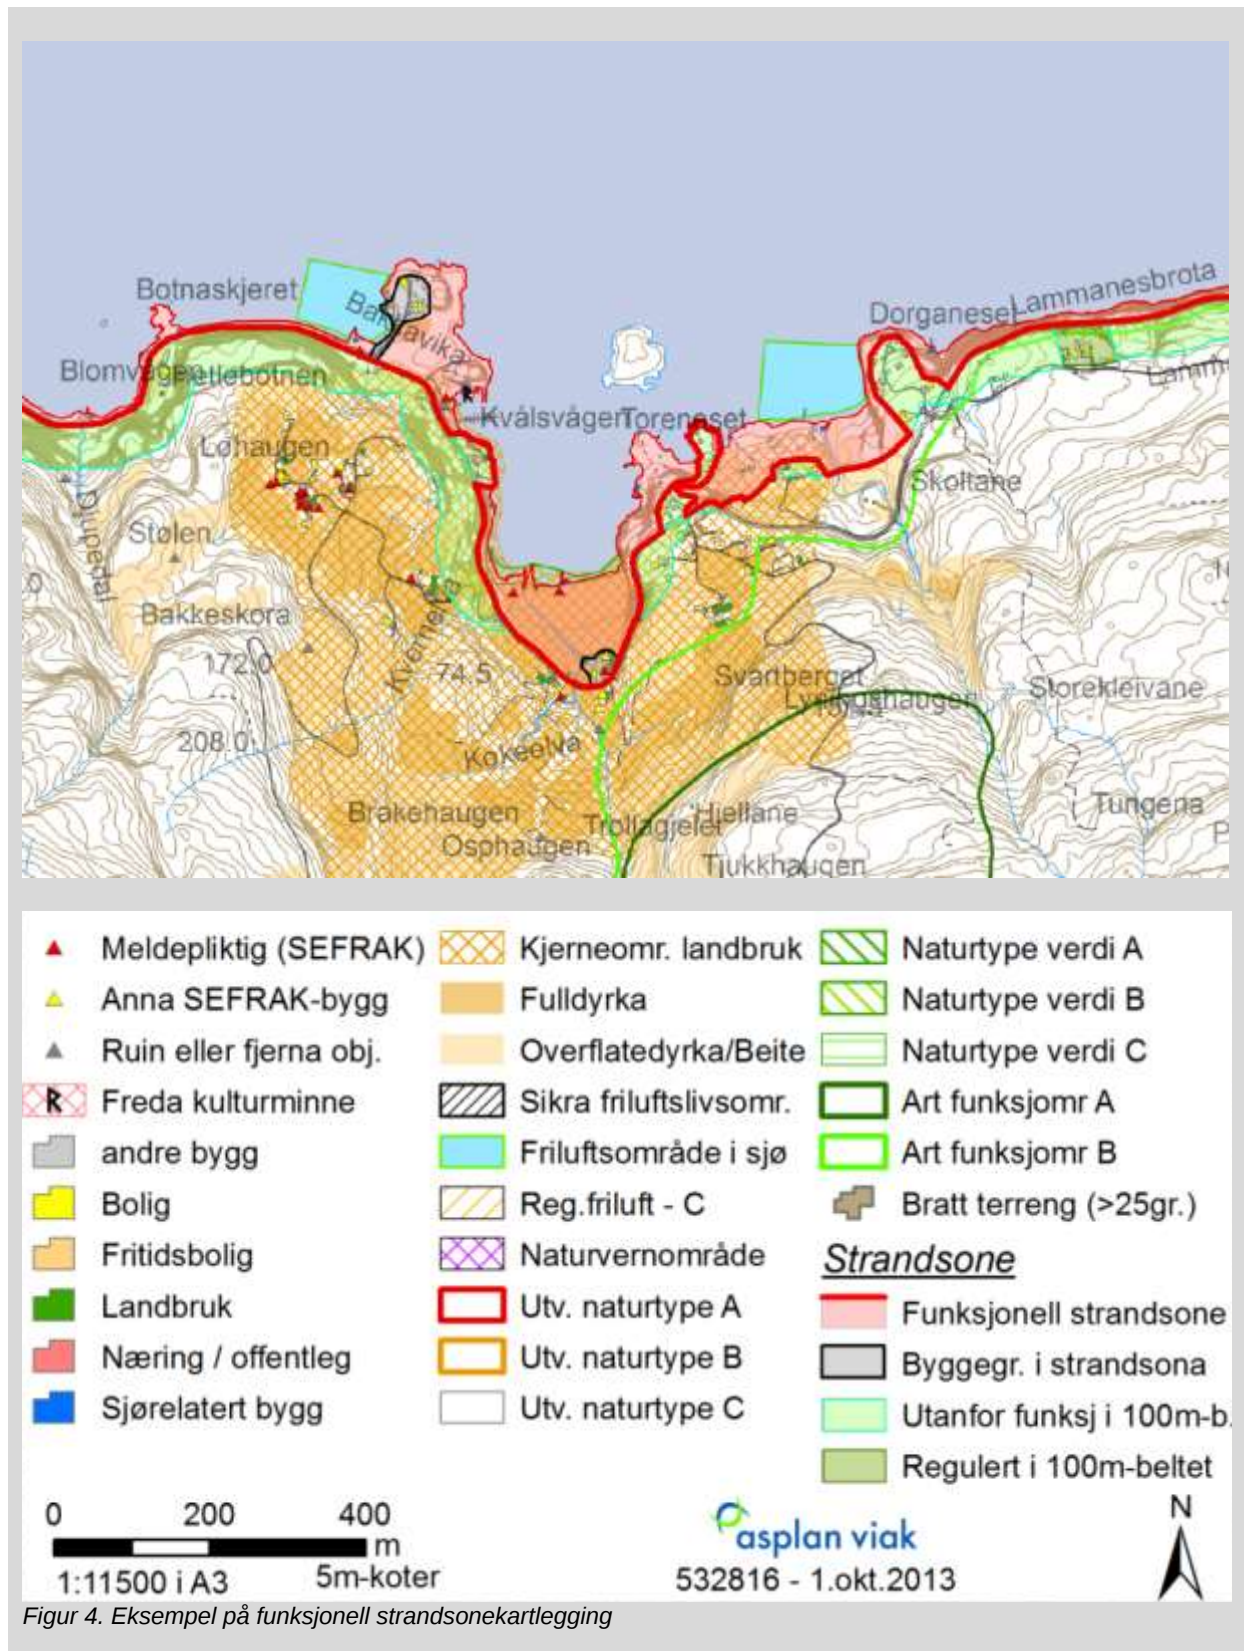 Botnaskjeret
Blomvågen
Bakkavika
Dorganeset
Lammanesbrota
Kvålsvågen
Toreneset
Løhaugen
Skoltane
Stølen
Djupedal
Bakkeskora
172.0
74.5
208.0
Svartberget
Storekleivane
Kokeelva
Brakehaugen
Osphaugen
Trollagjelet
Hjellane
Tungena
Tjukkhaugen
Meldepliktig (SEFRAK)
Anna SEFRAK-bygg
Ruin eller fjerna obj.
R Freda kulturminne
andre bygg
Bolig
Fritidsbolig
Landbruk
Næring / offentleg
Sjørelatert bygg
Kjerneomr. landbruk
Fulldyrka
Overflatedyrka/Beite
Sikra friluftslivsomr.
Friluftsområde i sjø
Reg.friluft - C
Naturvernområde
Utv. naturtype A
Utv. naturtype B
Utv. naturtype C
Naturtype verdi A
Naturtype verdi B
Naturtype verdi C
Art funksjomr A
Art funksjomr B
Bratt terreng (>25gr.)
Strandsone
Funksjonell strandsone
Byggegr. i strandsona
Utanfor funksj i 100m-b.
Regulert i 100m-beltet
0 200 400
m
1:11500 i A3 5m-koter
asplan viak
532816 - 1.okt.2013
N
Figur 4. Eksempel på funksjonell strandsonekartlegging